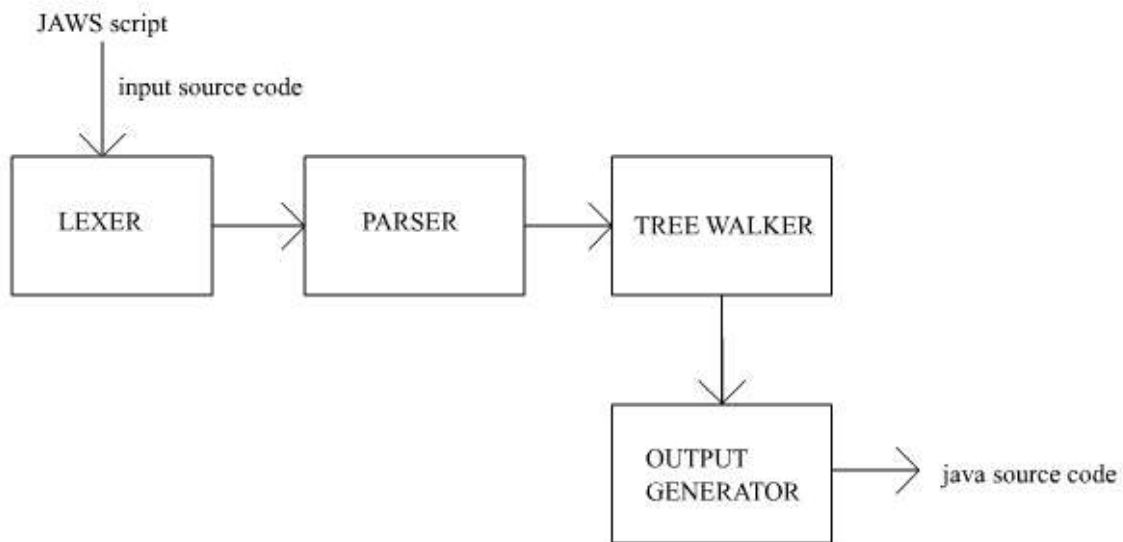 JAWS script
input source code
LEXER
PARSER
TREE WALKER
OUTPUT
GENERATOR
java source code